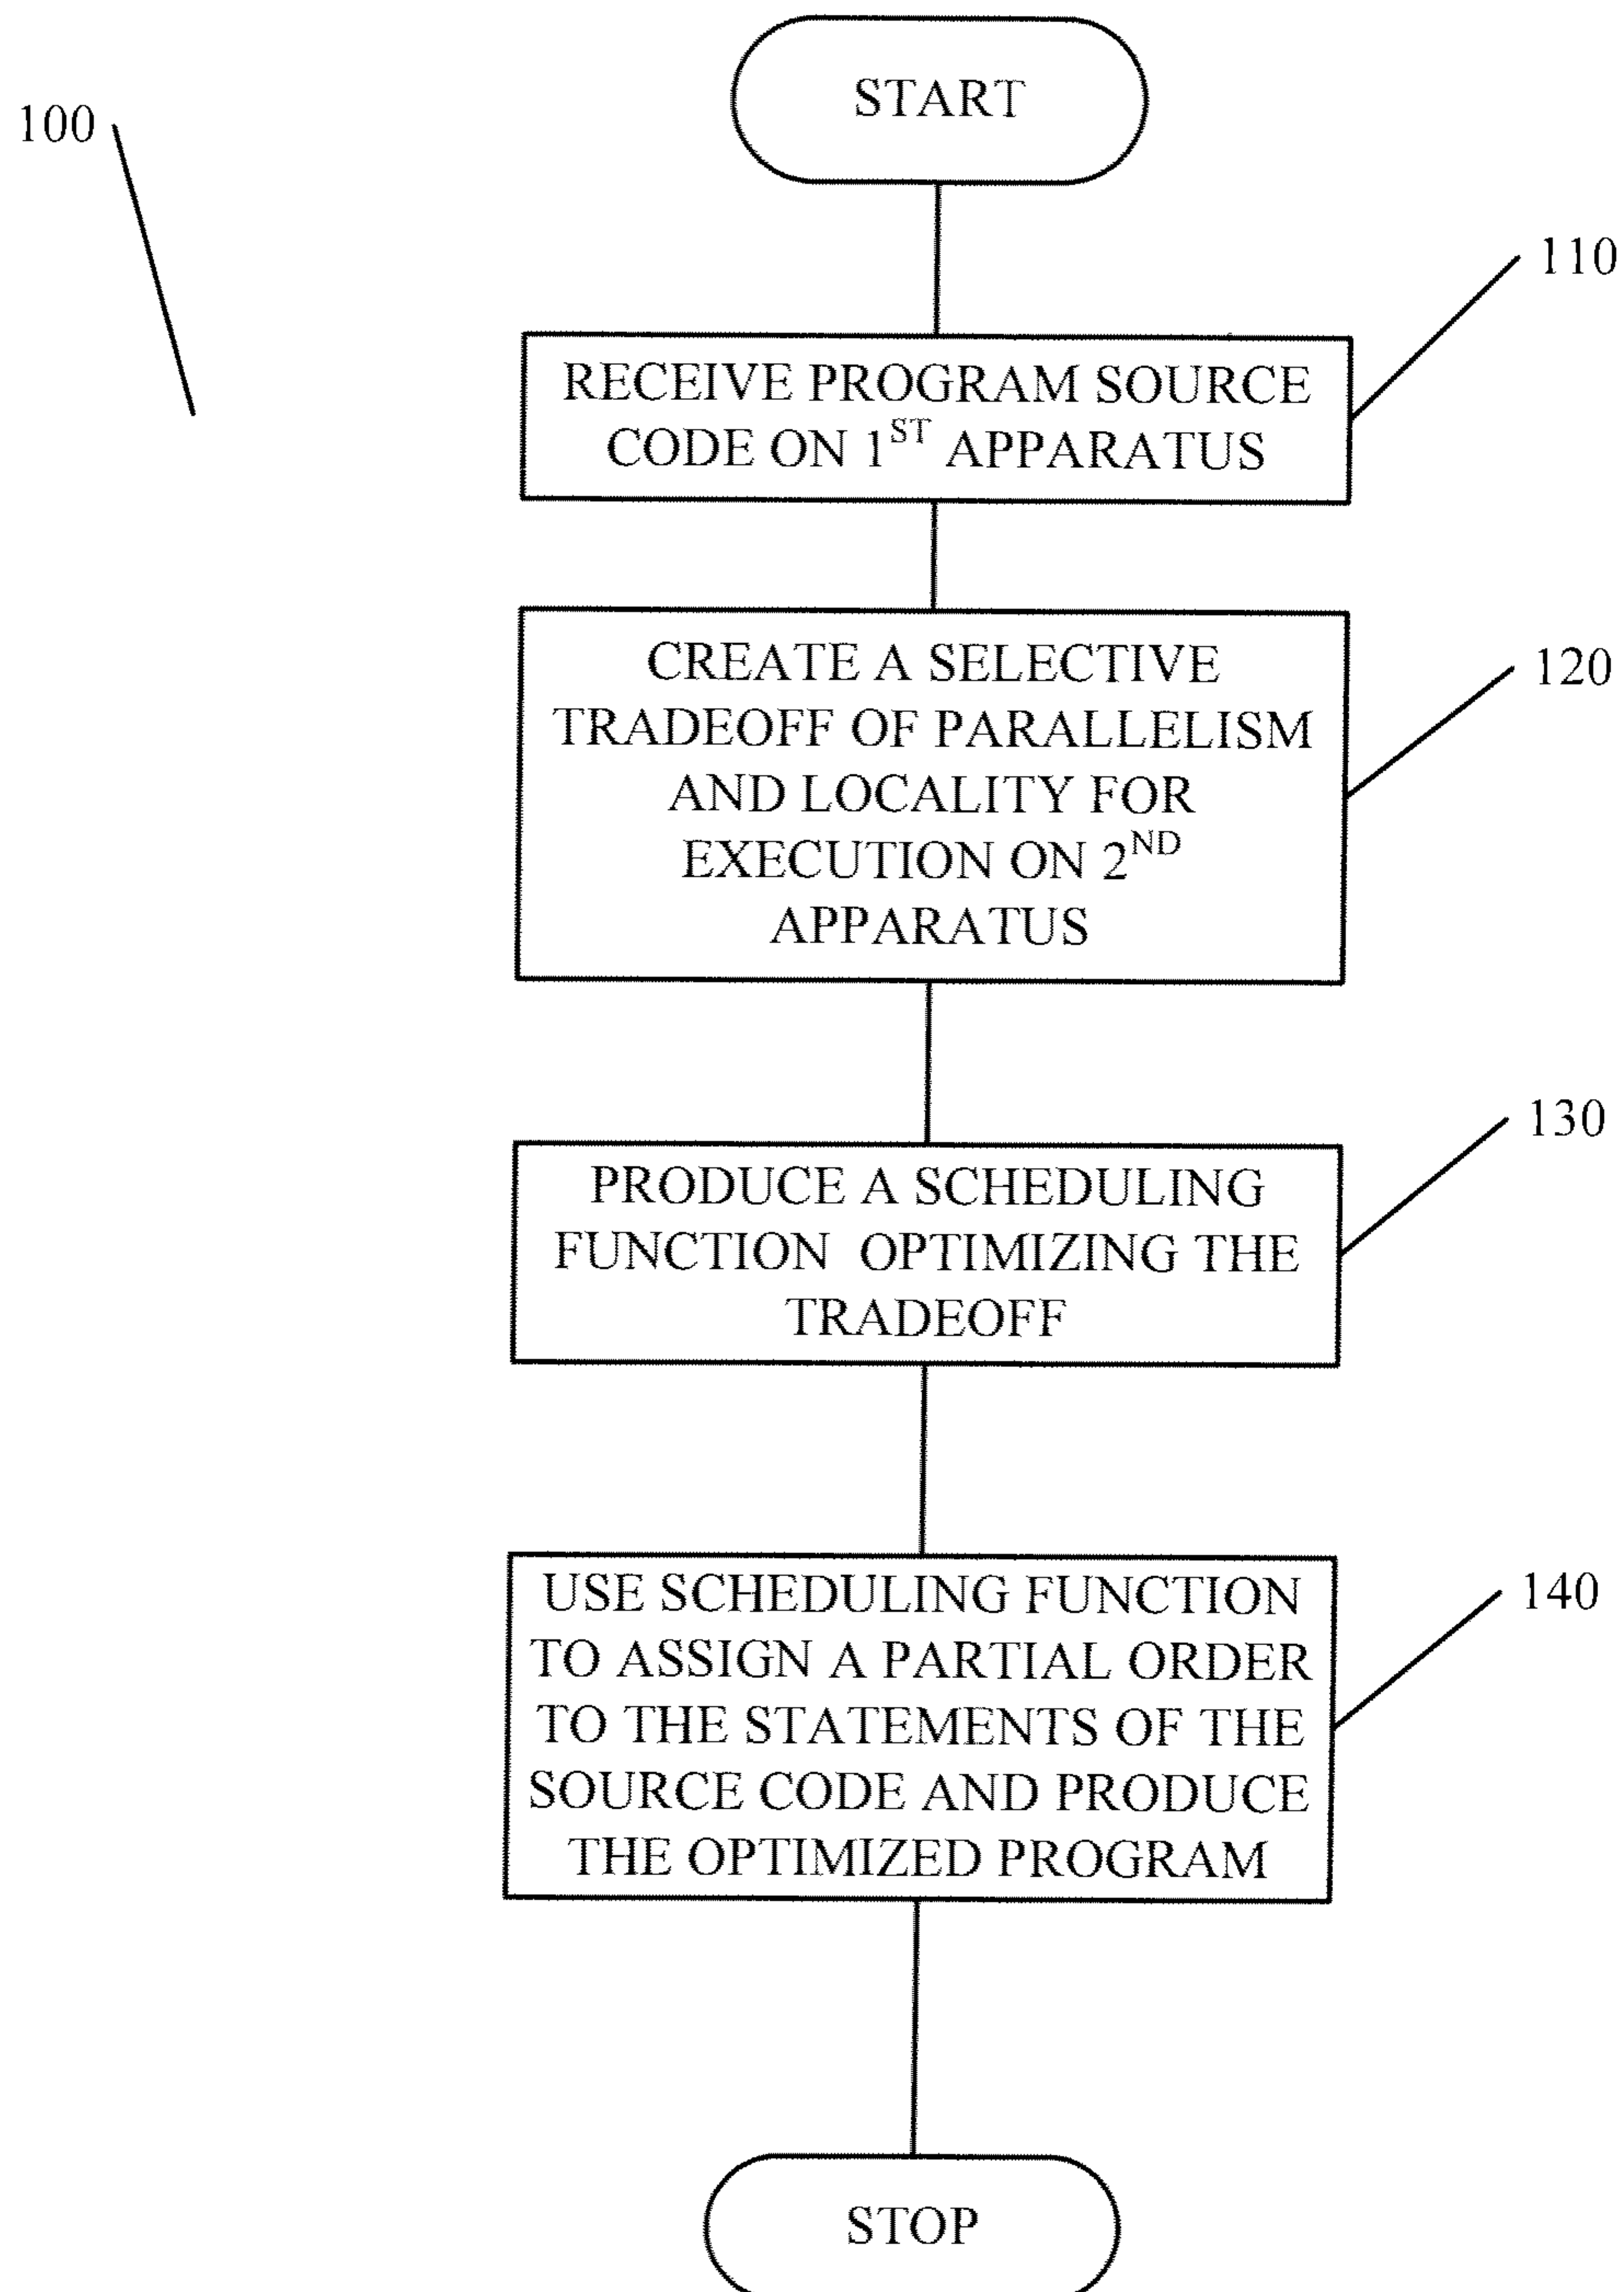 START
100
110
RECEIVE PROGRAM SOURCE
CODE ON 1ST APPARATUS
CREATE A SELECTIVE
TRADEOFF OF PARALLELISM
AND LOCALITY FOR
EXECUTION ON 2ND
APPARATUS
120
130
PRODUCE A SCHEDULING
FUNCTION OPTIMIZING THE
TRADEOFF
USE SCHEDULING FUNCTION
TO ASSIGN A PARTIAL ORDER
TO THE STATEMENTS OF THE
SOURCE CODE AND PRODUCE
THE OPTIMIZED PROGRAM
140
STOP